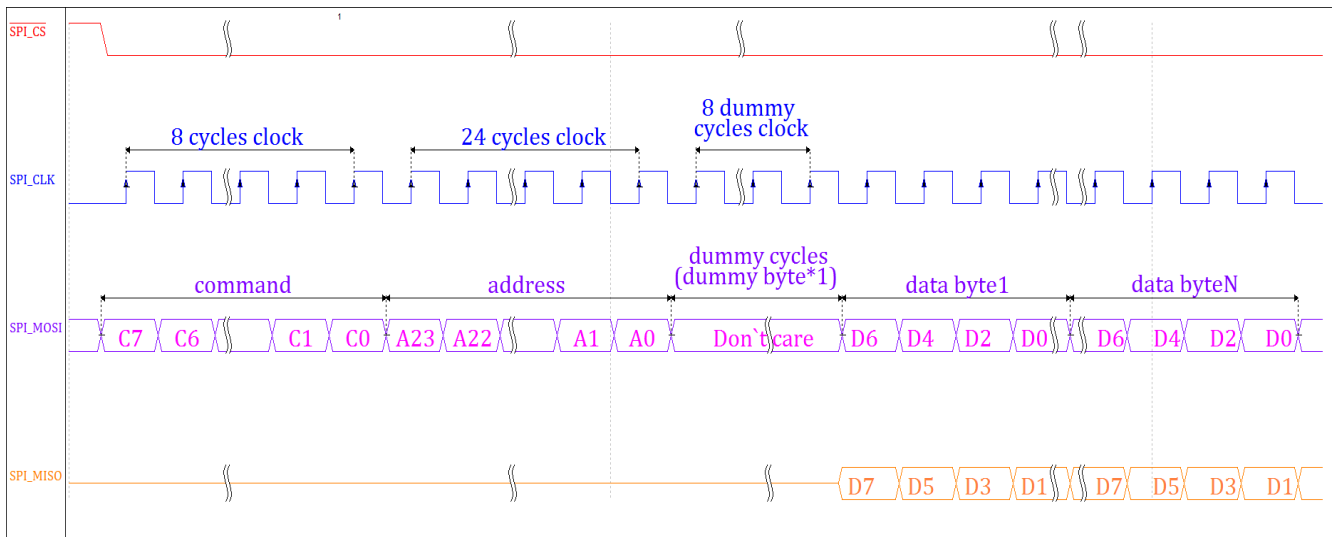 1
SPI_CS
8 cycles clock
24 cycles clock
8 dummy
cycles clock
SPI_CLK
command
address
dummy cycles
(dummy byte*1)
data byte1
data byteN
SPI_MOSI
C7 C6 C1 C0 A23 A22 A1 A0 Don`t care D6 D4 D2 D0 D6 D4 D2 D0
SPI_MISO
D7 D5 D3 D1 D7 D5 D3 D1